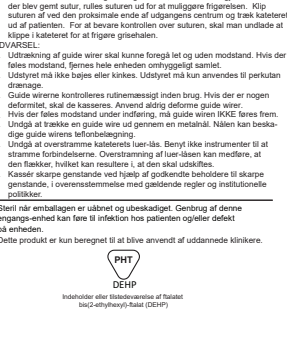 der blev gemt sutur, rulles suturen ud for at muliggøre frigørelsen.   Klip
suturen af ved den proksimale ende af udgangens centrum og træk kateteret
ud af patienten.   For at bevare kontrollen over suturen, skal man undlade at
klippe i kateteret for at frigøre grisehalen.
DVARSEL:
Udtrækning af guide wirer skal kunne foregå let og uden modstand. Hvis der
føles modstand, fjernes hele enheden omhyggeligt samlet.
Udstyret må ikke bøjes eller kinkes. Udstyret må kun anvendes til perkutan
drænage.
Guide wirerne kontrolleres rutinemæssigt inden brug. Hvis der er nogen
deformitet, skal de kasseres. Anvend aldrig deforme guide wirer.
Hvis der føles modstand under indføring, må guide wiren IKKE føres frem.
Undgå at trække en guide wire ud gennem en metalnål. Nålen kan beska-
dige guide wirens teflonbelægning.
Undgå at overstramme kateterets luer-lås. Benyt ikke instrumenter til at
stramme forbindelserne. Overstramning af luer-låsen kan medføre, at
den flækker, hvilket kan resultere i, at den skal udskiftes.
Kassér skarpe genstande ved hjælp af godkendte beholdere til skarpe
genstande, i overensstemmelse med gældende regler og institutionelle
politikker.
Steril når emballagen er uåbnet og ubeskadiget. Genbrug af denne
engangs-enhed kan føre til infektion hos patienten og/eller defekt
på enheden.
Dette produkt er kun beregnet til at blive anvendt af uddannede klinikere.
PHT
DEHP
Indeholder eller tilstedeværelse af ftalatet
bis(2-ethylhexyl)-ftalat (DEHP)